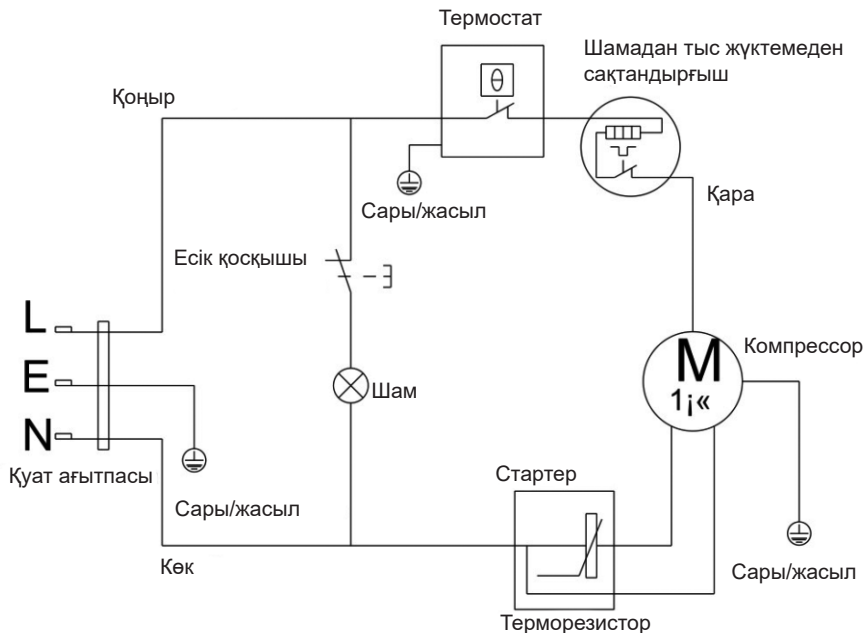 Термостат
Шамадан тыс жүктемеден
сақтандырғыш
Қоңыр
θ
Сары/жасыл
Қара
Есік қосқышы
L
E
N
Қуат ағытпасы
Шам
Компрессор
M
1¡«
Сары/жасыл
Стартер
Көк
Сары/жасыл
Терморезистор